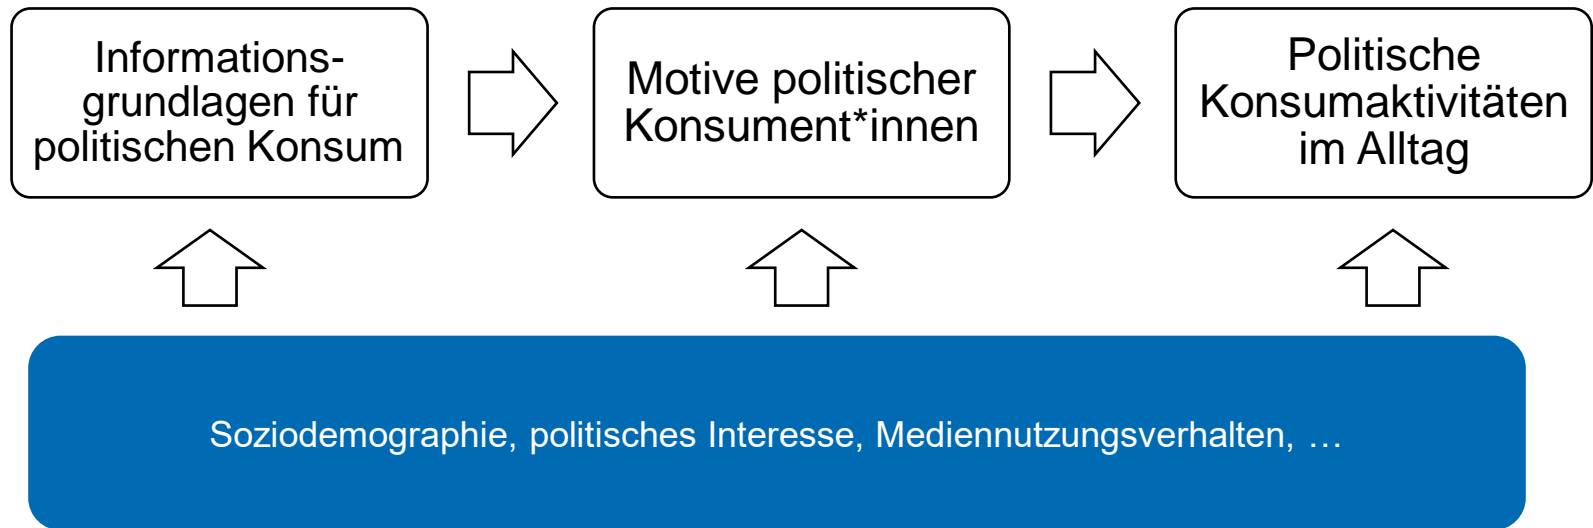 Informations-
grundlagen für
politischen Konsum
Motive politischer
Konsument*innen
Politische
Konsumaktivitäten
im Alltag
Soziodemographie, politisches Interesse, Mediennutzungsverhalten, …